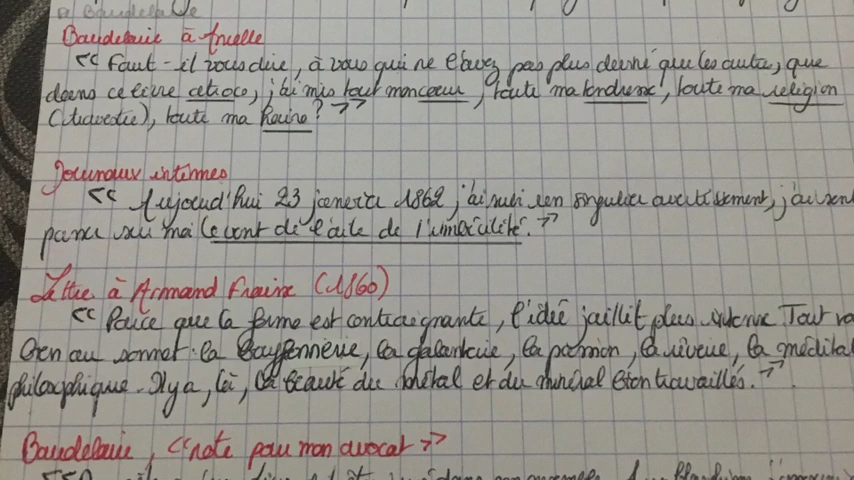 Baudelaire à Ancelle
<< Faut-il vous dire, à vous qui ne l'avez pas plus deviné que les autre, que
dans ce livre atroce, j'ai mis tout mon coeur, toute ma tendresse, toute ma religion
(travestie), toute ma haine? >>
Journaux intimes
<< Aujourd'hui 23 janvier 1862, j'ai subi un singulier avertissement, j'ai sent
passer sur moi le vent de l'aile de l'imbécilité. >>
Lettre à Armand Fraisse (1860)
<< Parce que la forme est contraignante, l'idée jaillit plus intense Tout va
bien au sonnet: la bouffonnerie, la galanterie, la passion, la rêverie, la méditat
philosophique. Il y a, là, la beauté du métal et du minéral bien travaillés. >>
Baudelaire, << note pour mon avocat >>